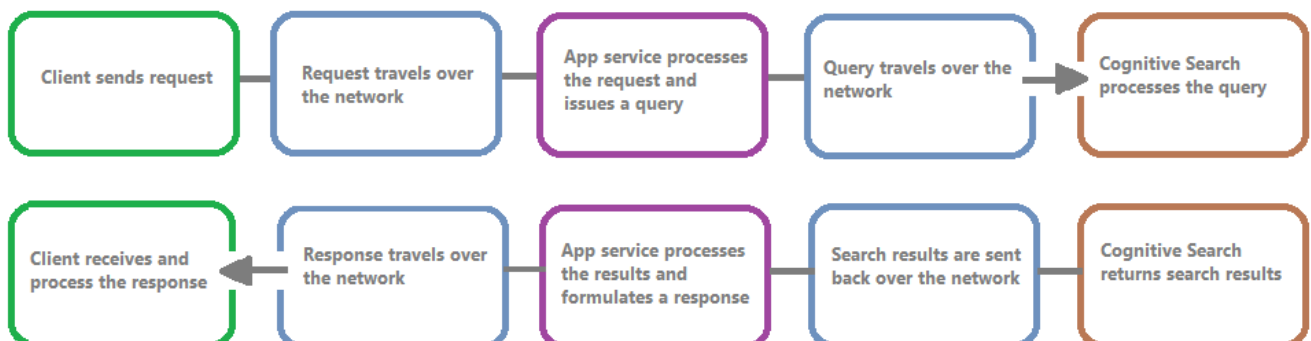 Client sends request
Request travels over
the network
App service processes
the request and
issues a query
Query travels over the
network
Cognitive Search
processes the query
Client receives and
process the response
Response travels over
the network
App service processes
the results and
formulates a response
Search results are sent
back over the network
Cognitive Search
returns search results